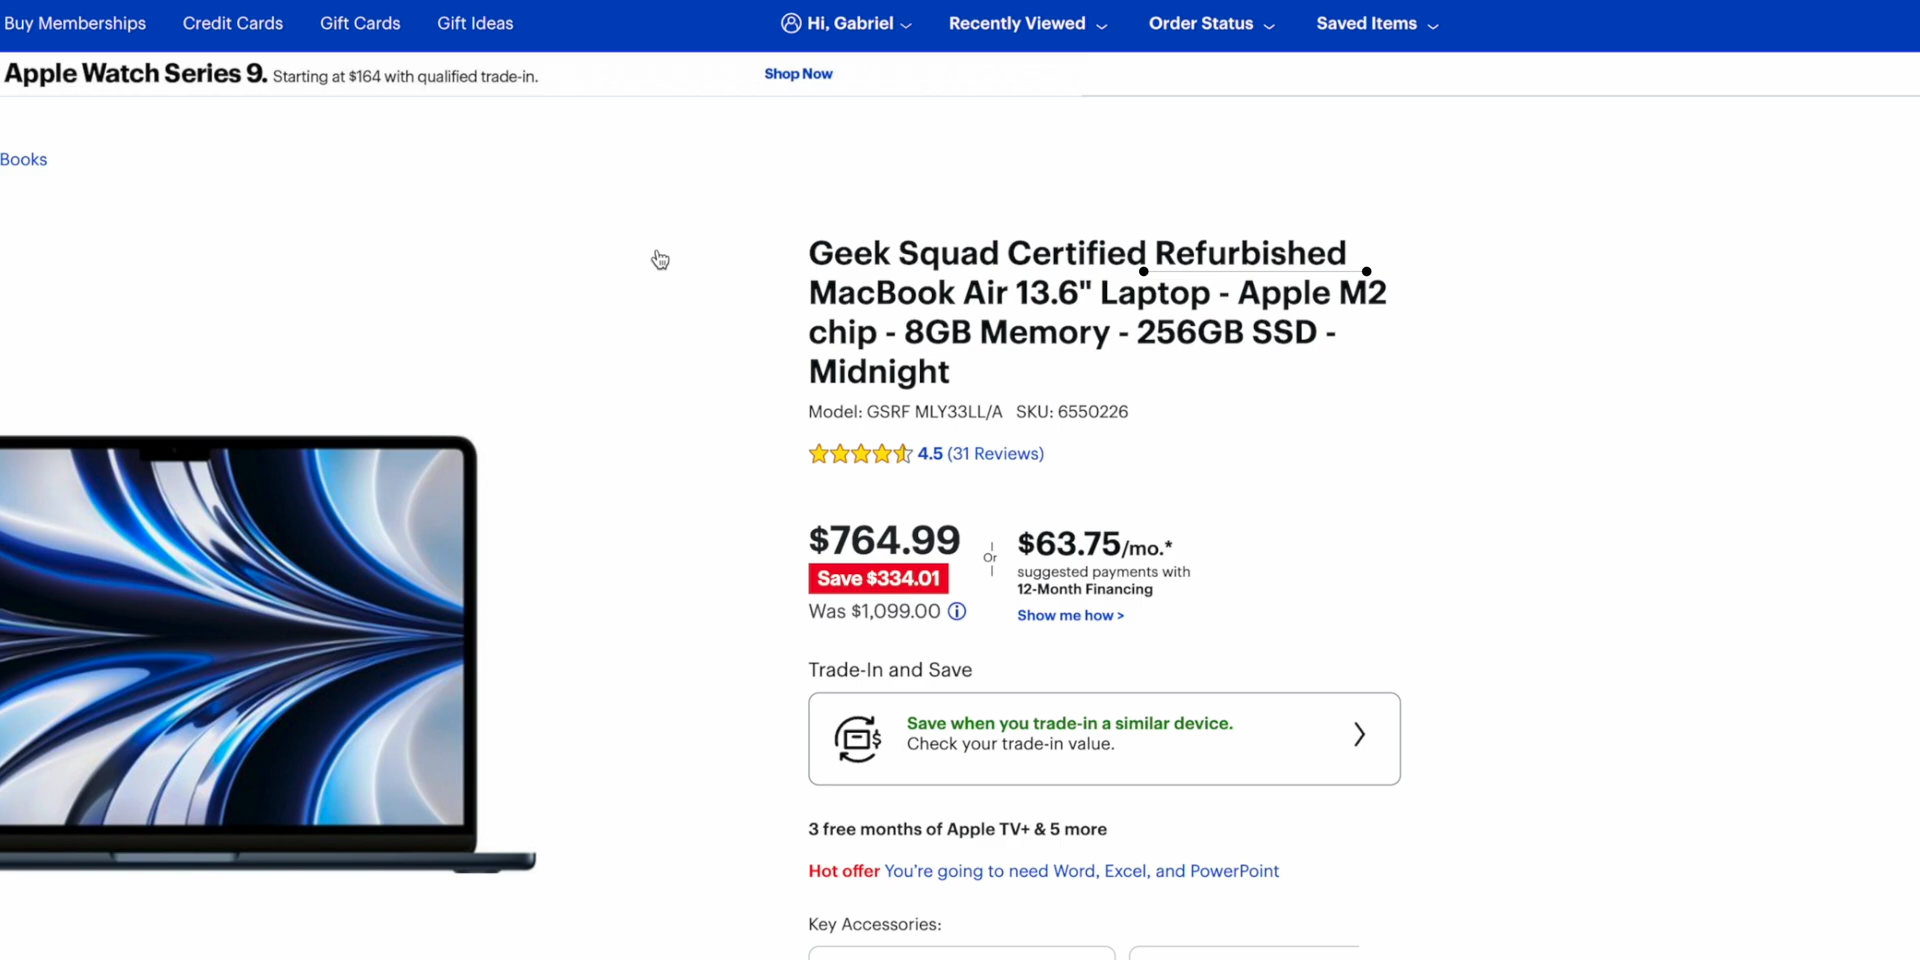 Buy Memberships Credit Cards Gift Cards Gift Ideas Hi, Gabriel Recently Viewed Order Status Saved Items
Apple Watch Series 9. Starting at $164 with qualified trade-in. Shop Now
Books
Geek Squad Certified Refurbished
MacBook Air 13.6" Laptop - Apple M2
chip - 8GB Memory - 256GB SSD -
Midnight
Model: GSRF MLY33LL/A SKU: 6550226
4.5 (31 Reviews)
$764.99
Save $334.01
Was $1,099.00
Or
$63.75/mo.*
suggested payments with
12-Month Financing
Show me how >
Trade-In and Save
Save when you trade-in a similar device.
Check your trade-in value.
3 free months of Apple TV+ & 5 more
Hot offer You're going to need Word, Excel, and PowerPoint
Key Accessories: